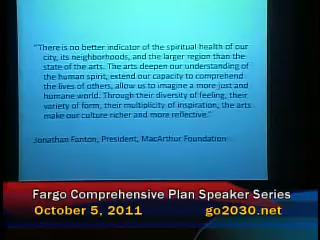 "There is no better indicator of the spiritual health of our
city, its neighborhoods, and the larger region than the
state of the arts. The arts deepen our understanding of
the human spirit, extend our capacity to comprehend
the lives of others, allow us to imagine a more just and
humane world. Through their diversity of feeling, their
variety of form, their multiplicity of inspiration, the arts
make our culture richer and more reflective."
Jonathan Fanton, President, MacArthur Foundation
Fargo Comprehensive Plan Speaker Series
October 5, 2011 go2030.net